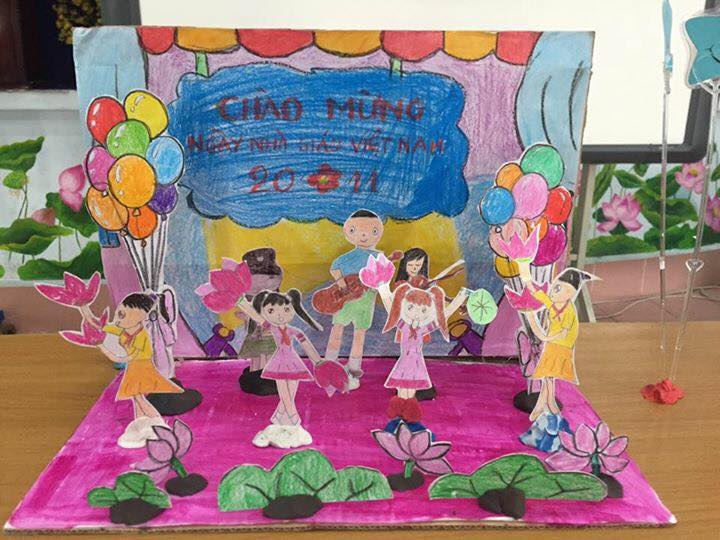 CHÀO MỪNG
NGÀY NHÀ GIÁO VIỆT NAM
20 11